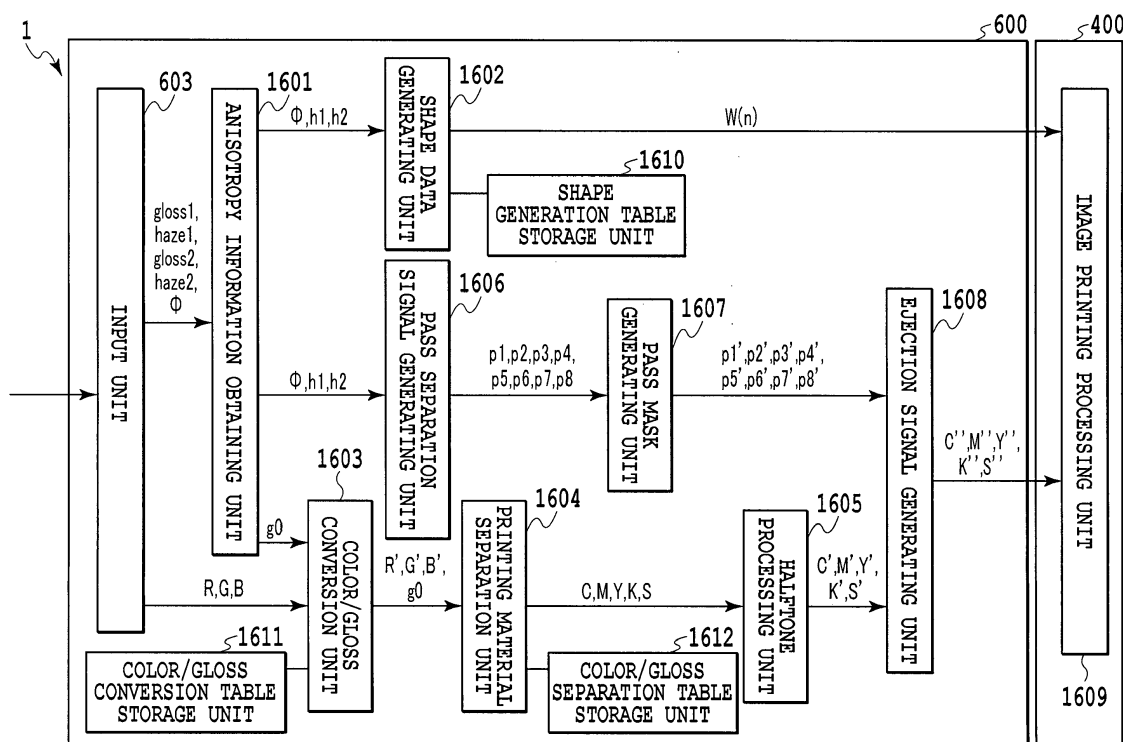 1
600
400
603
INPUT UNIT
gloss1,
haze1,
gloss2,
haze2,
Φ
1601
ANISOTROPY INFORMATION OBTAINING UNIT
Φ,h1,h2
1602
SHAPE DATA
GENERATING UNIT
W(n)
1610
SHAPE
GENERATION TABLE
STORAGE UNIT
Φ,h1,h2
1606
PASS SEPARATION
SIGNAL GENERATING UNIT
p1,p2,p3,p4,
p5,p6,p7,p8
1607
PASS MASK
GENERATING UNIT
p1',p2',p3',p4',
p5',p6',p7',p8'
1608
EJECTION SIGNAL GENERATING UNIT
C'',M'',Y'',
K'',S''
IMAGE PRINTING PROCESSING UNIT
1609
g0
R,G,B
1603
COLOR/GLOSS
CONVERSION UNIT
R',G',B',
g0
1604
PRINTING MATERIAL
SEPARATION UNIT
C,M,Y,K,S
1605
HALFTONE
PROCESSING UNIT
C',M',Y',
K',S'
1611
COLOR/GLOSS
CONVERSION TABLE
STORAGE UNIT
1612
COLOR/GLOSS
SEPARATION TABLE
STORAGE UNIT